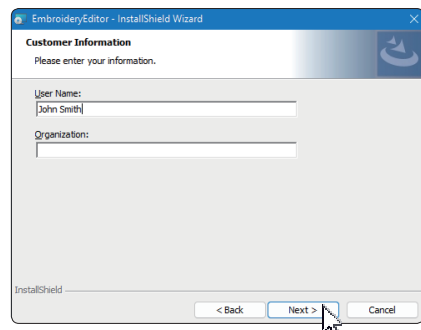 EmbroideryEditor - InstallShield Wizard
Customer Information
Please enter your information.
User Name:
John Smith
Organization:
InstallShield
< Back Next > Cancel